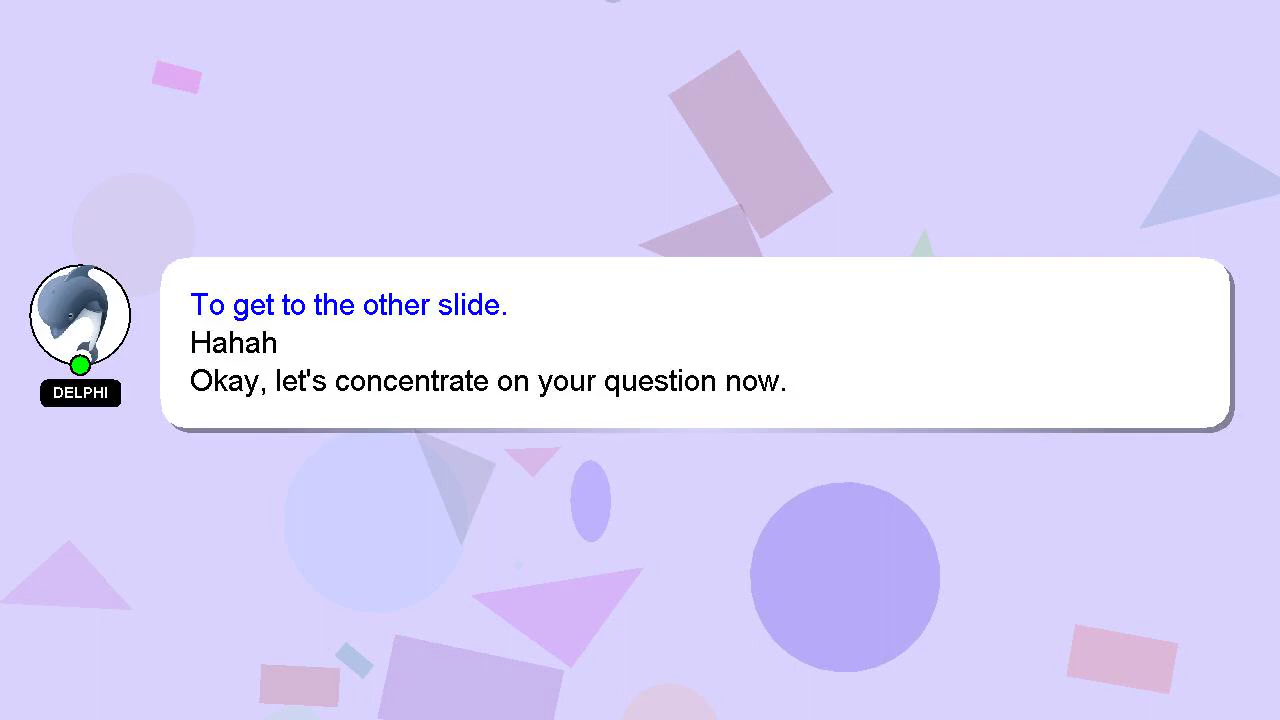 To get to the other slide.
Hahah
Okay, let's concentrate on your question now.
DELPHI